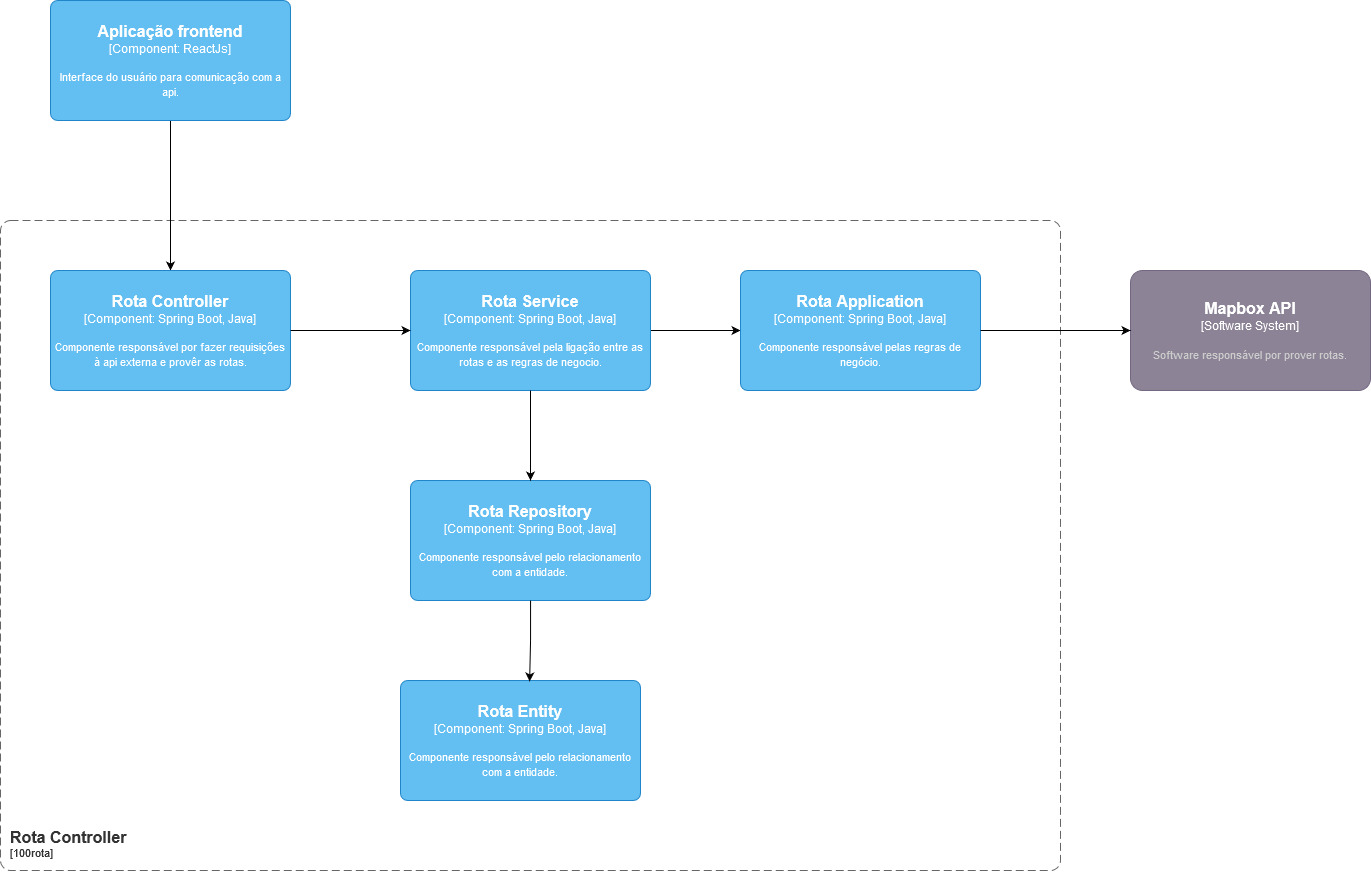 Aplicação frontend
[Component: ReactJs]
Interface do usuário para comunicação com a
api.
Rota Controller
[Component: Spring Boot, Java]
Componente responsável por fazer requisições
à api externa e provêr as rotas.
Rota Service
[Component: Spring Boot, Java]
Componente responsável pela ligação entre as
rotas e as regras de negocio.
Rota Application
[Component: Spring Boot, Java]
Componente responsável pelas regras de
negócio.
Mapbox API
[Software System]
Software responsável por prover rotas.
Rota Repository
[Component: Spring Boot, Java]
Componente responsável pelo relacionamento
com a entidade.
Rota Entity
[Component: Spring Boot, Java]
Componente responsável pelo relacionamento
com a entidade.
Rota Controller
[100rota]